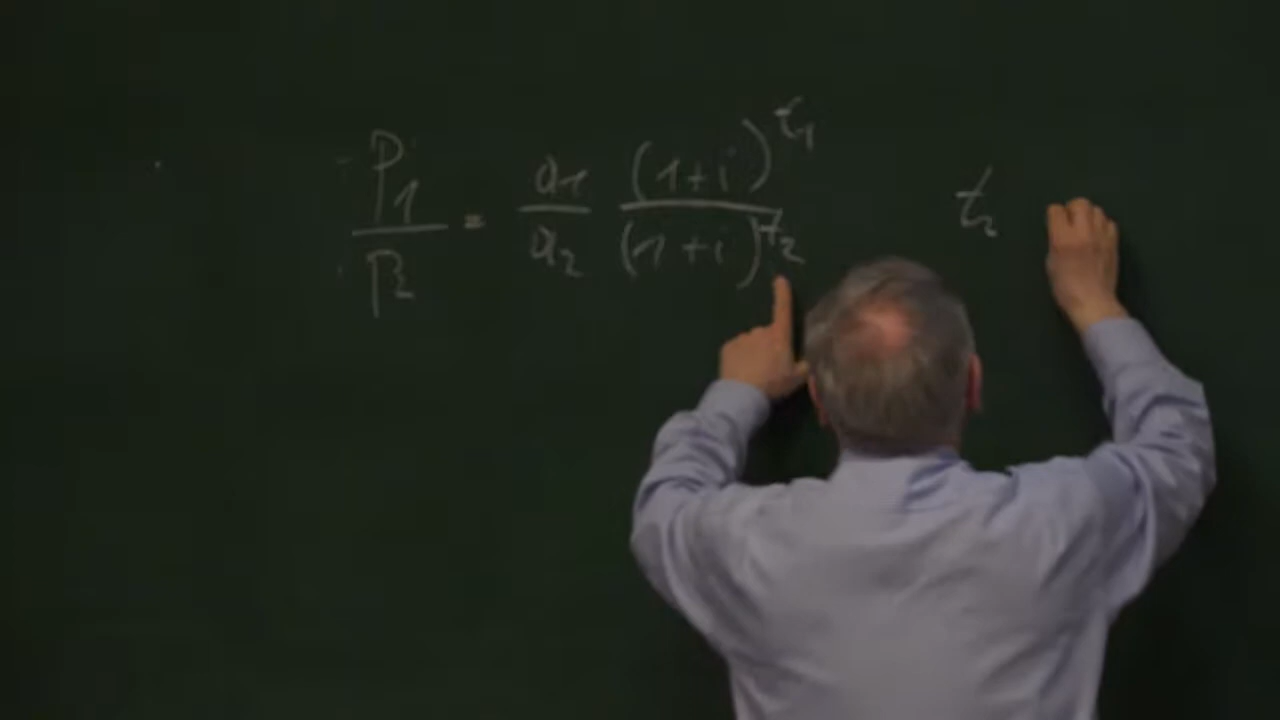 P₁/P₂ = a₁/a₂ (1+i)^t₁/(1+i)^t₂ t₂